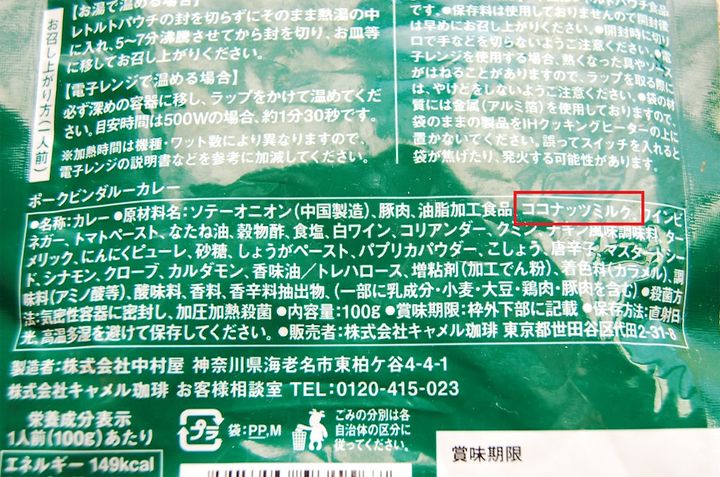 【お湯で温める場合】
レトルトパウチの封を切らずにそのまま熱湯の中
に入れ、5〜7分沸騰させてから封を切り、お皿等
に移してお召し上がりください。
【電子レンジで温める場合】
必ず深めの容器に移し、ラップをかけて温めてくだ
さい。目安時間は500Wの場合、約1分30秒です。
※加熱時間は機種・ワット数により異なりますので、
電子レンジの説明書などを参考に加減してください。
お召し上がり方(一人前)
す。●保存料は使用しておりませんので開封後
は早めにお召し上がりください。●開封時に切り
口で手などを切らないようご注意ください。●電
子レンジを使用する場合、熱くなった具やソース
がはねることがありますので、ラップを取る際に
は、やけどをしないようご注意ください。●袋の材
質には金属(アルミ箔)を使用しておりますので、
袋のままの製品をIHクッキングヒーターの上に
置かないでください。誤ってスイッチを入れると
袋が焦げたり、発火する可能性があります。
ポークビンダルーカレー
●名称:カレー ●原材料名:ソテーオニオン(中国製造)、豚肉、油脂加工食品、ココナッツミルク、ワインビ
ネガー、トマトペースト、なたね油、穀物酢、食塩、白ワイン、コリアンダー、クミン、カキ風味調味料、ター
メリック、にんにくピューレ、砂糖、しょうがペースト、パプリカパウダー、こしょう、唐辛子、マスタードシー
ド、シナモン、クローブ、カルダモン、香味油／トレハロース、増粘剤(加工でん粉)、着色料(カラメル)、調
味料(アミノ酸等)、酸味料、香料、香辛料抽出物、(一部に乳成分・小麦・大豆・鶏肉・豚肉を含む)●殺菌方
法:気密性容器に密封し、加圧加熱殺菌 ●内容量:100g ●賞味期限:枠外下部に記載 ●保存方法:直射日
光、高温多湿を避けて保存してください。●販売者:株式会社キャメル珈琲 東京都世田谷区代田2-31-8
製造者:株式会社中村屋 神奈川県海老名市東柏ケ谷4-4-1
株式会社キャメル珈琲 お客様相談室 TEL:0120-415-023
栄養成分表示
1人前(100g)あたり
エネルギー 149kcal
プラ
袋:PP,M
ごみの分別は各
自治体の区分に
従ってください。
賞味期限